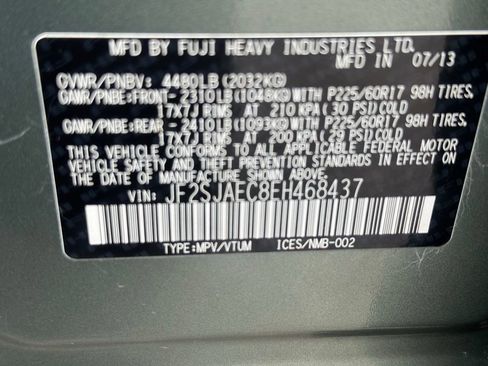 MFD BY FUJI HEAVY INDUSTRIES LTD.
MFD IN 07/13
GVWR/PNBV: 4480LB (2032KG)
GAWR/PNBE:FRONT- 2310LB (1048KG) WITH P225/60R17 98H TIRES,
17X7J RIMS AT 210 KPA (30 PSI) COLD
GAWR/PNBE:REAR - 2410LB (1093KG) WITH P225/60R17 98H TIRES,
17X7J RIMS AT 200 KPA (29 PSI) COLD
THIS VEHICLE CONFORMS TO ALL APPLICABLE FEDERAL MOTOR
VEHICLE SAFETY AND THEFT PREVENTION STANDARDS IN EFFECT
ON THE DATE OF MANUFACTURE SHOWN ABOVE.
VIN: JF2SJAEC8EH468437
TYPE:MPV/VTUM ICES/NMB-002